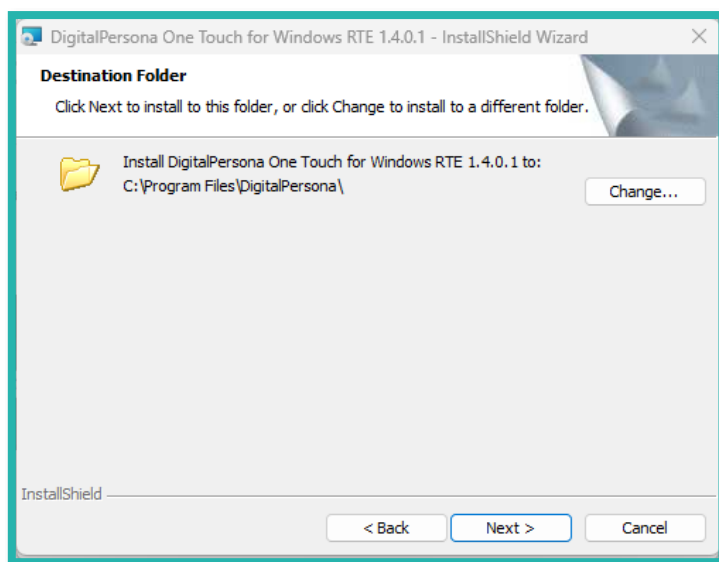 DigitalPersona One Touch for Windows RTE 1.4.0.1 - InstallShield Wizard
Destination Folder
Click Next to install to this folder, or click Change to install to a different folder.
Install DigitalPersona One Touch for Windows RTE 1.4.0.1 to:
C:\Program Files\DigitalPersona\
Change...
InstallShield
< Back
Next >
Cancel